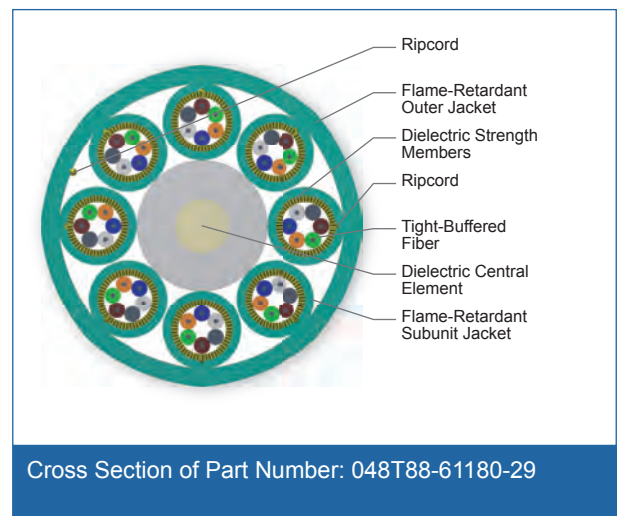 Ripcord
Flame-Retardant
Outer Jacket
Dielectric Strength
Members
Ripcord
Tight-Buffered
Fiber
Dielectric Central
Element
Flame-Retardant
Subunit Jacket
Cross Section of Part Number: 048T88-61180-29